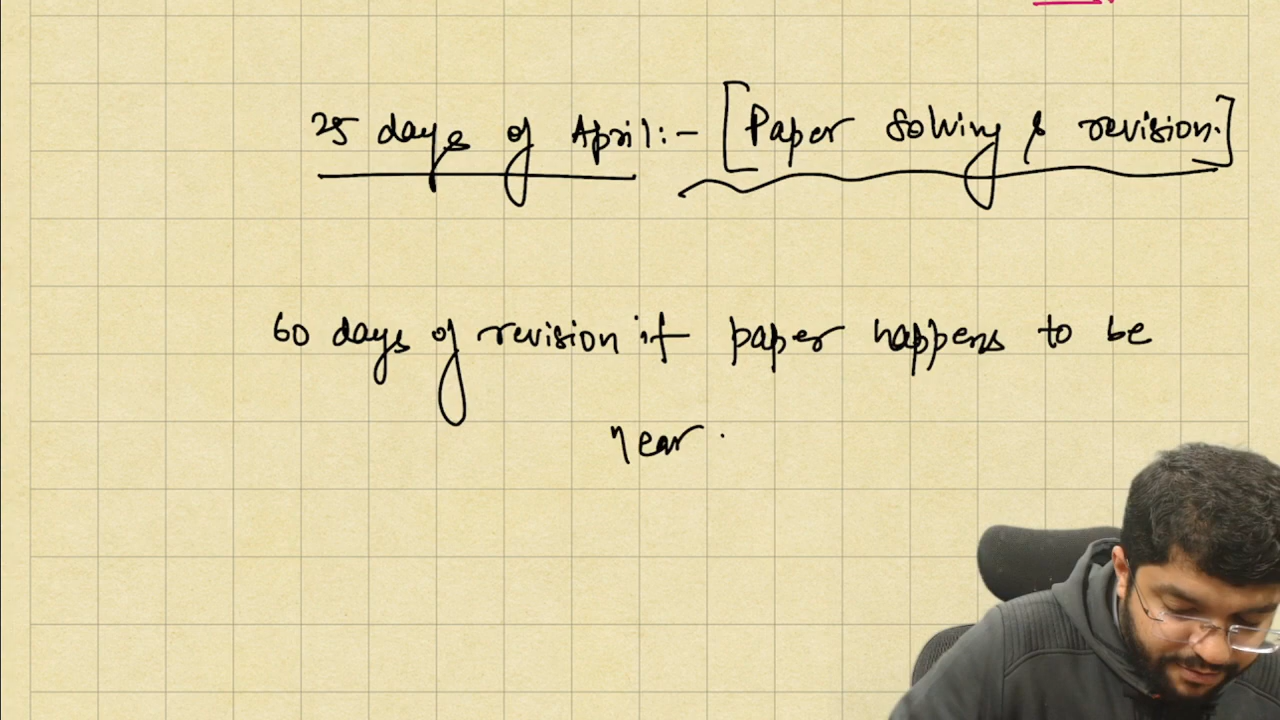 25 days of April:- [Paper solving & revision.]
60 days of revision if paper happens to be
near.